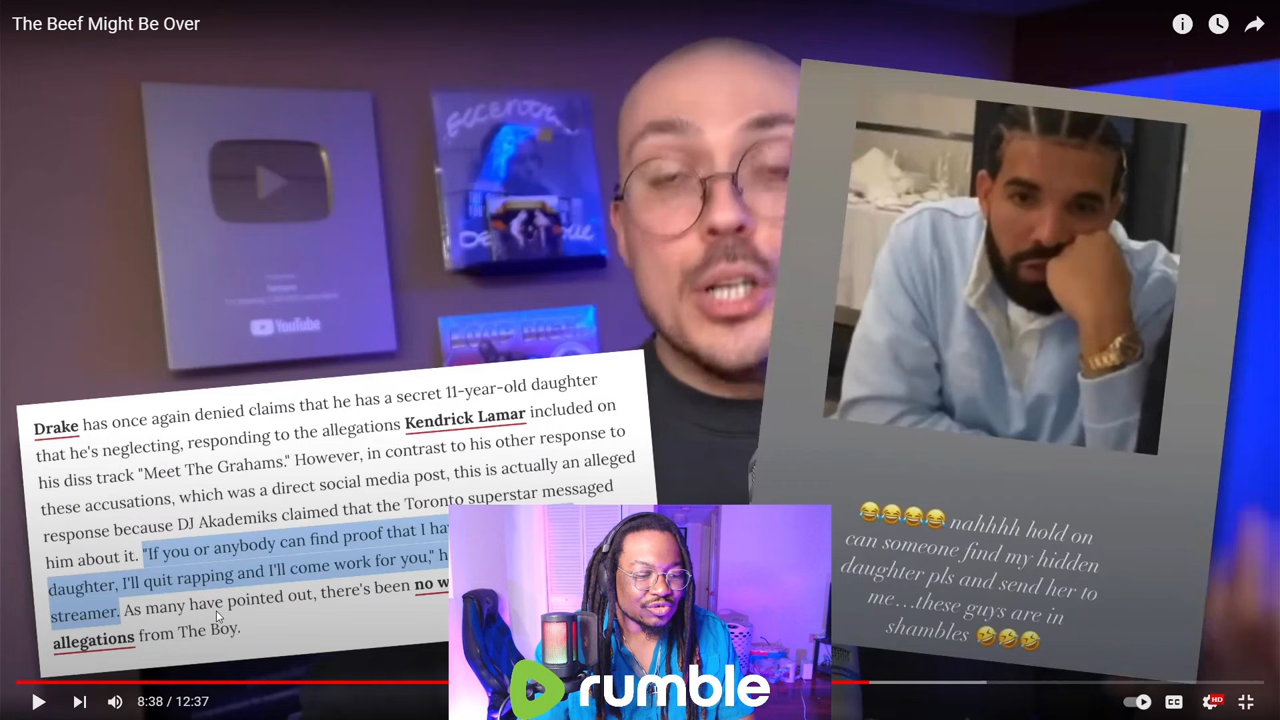 The Beef Might Be Over
YouTube
Drake has once again denied claims that he has a secret 11-year-old daughter
that he's neglecting, responding to the allegations Kendrick Lamar included on
his diss track "Meet The Grahams." However, in contrast to his other response to
these accusations, which was a direct social media post, this is actually an alleged
response because DJ Akademiks claimed that the Toronto superstar messaged
him about it. "If you or anybody can find proof that I ha
daughter, I'll quit rapping and I'll come work for you," h
streamer. As many have pointed out, there's been no w
allegations from The Boy.
😂😂😂😂 nahhhh hold on
can someone find my hidden
daughter pls and send her to
me...these guys are in
shambles 🤣🤣🤣
rumble
8:38 / 12:37
CC
HD